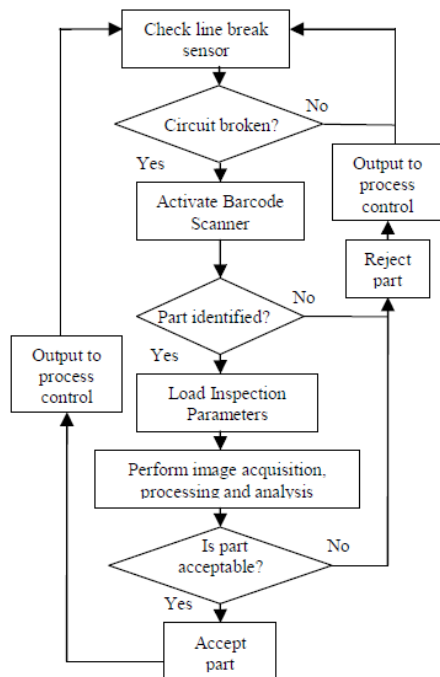 Check line break
sensor
No
Circuit broken?
Yes
Output to
process
control
Activate Barcode
Scanner
Reject
part
No
Part identified?
Yes
Output to
process
control
Load Inspection
Parameters
Perform image acquisition,
processing and analysis
Is part
acceptable?
No
Yes
Accept
part